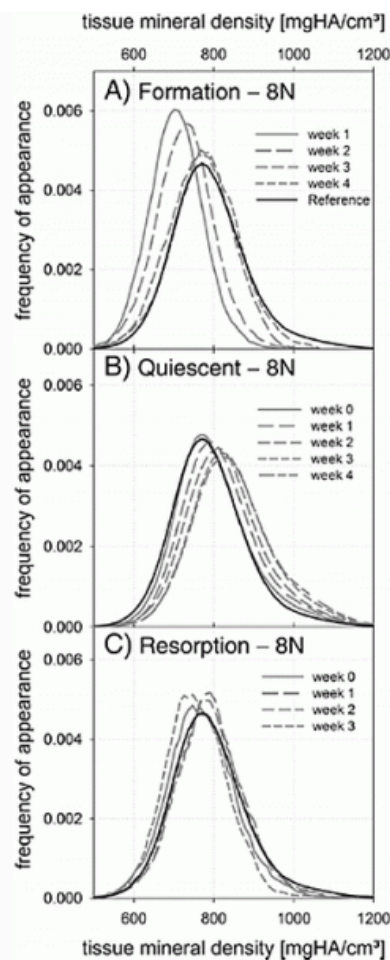 tissue mineral density [mgHA/cm³]
600 800 1000 1200
A) Formation – 8N
frequency of appearance
0.006
0.004
0.002
0.000
week 1
week 2
week 3
week 4
Reference
B) Quiescent – 8N
frequency of appearance
0.006
0.004
0.002
0.000
week 0
week 1
week 2
week 3
week 4
C) Resorption – 8N
frequency of appearance
0.006
0.004
0.002
0.000
week 0
week 1
week 2
week 3
600 800 1000 1200
tissue mineral density [mgHA/cm³]